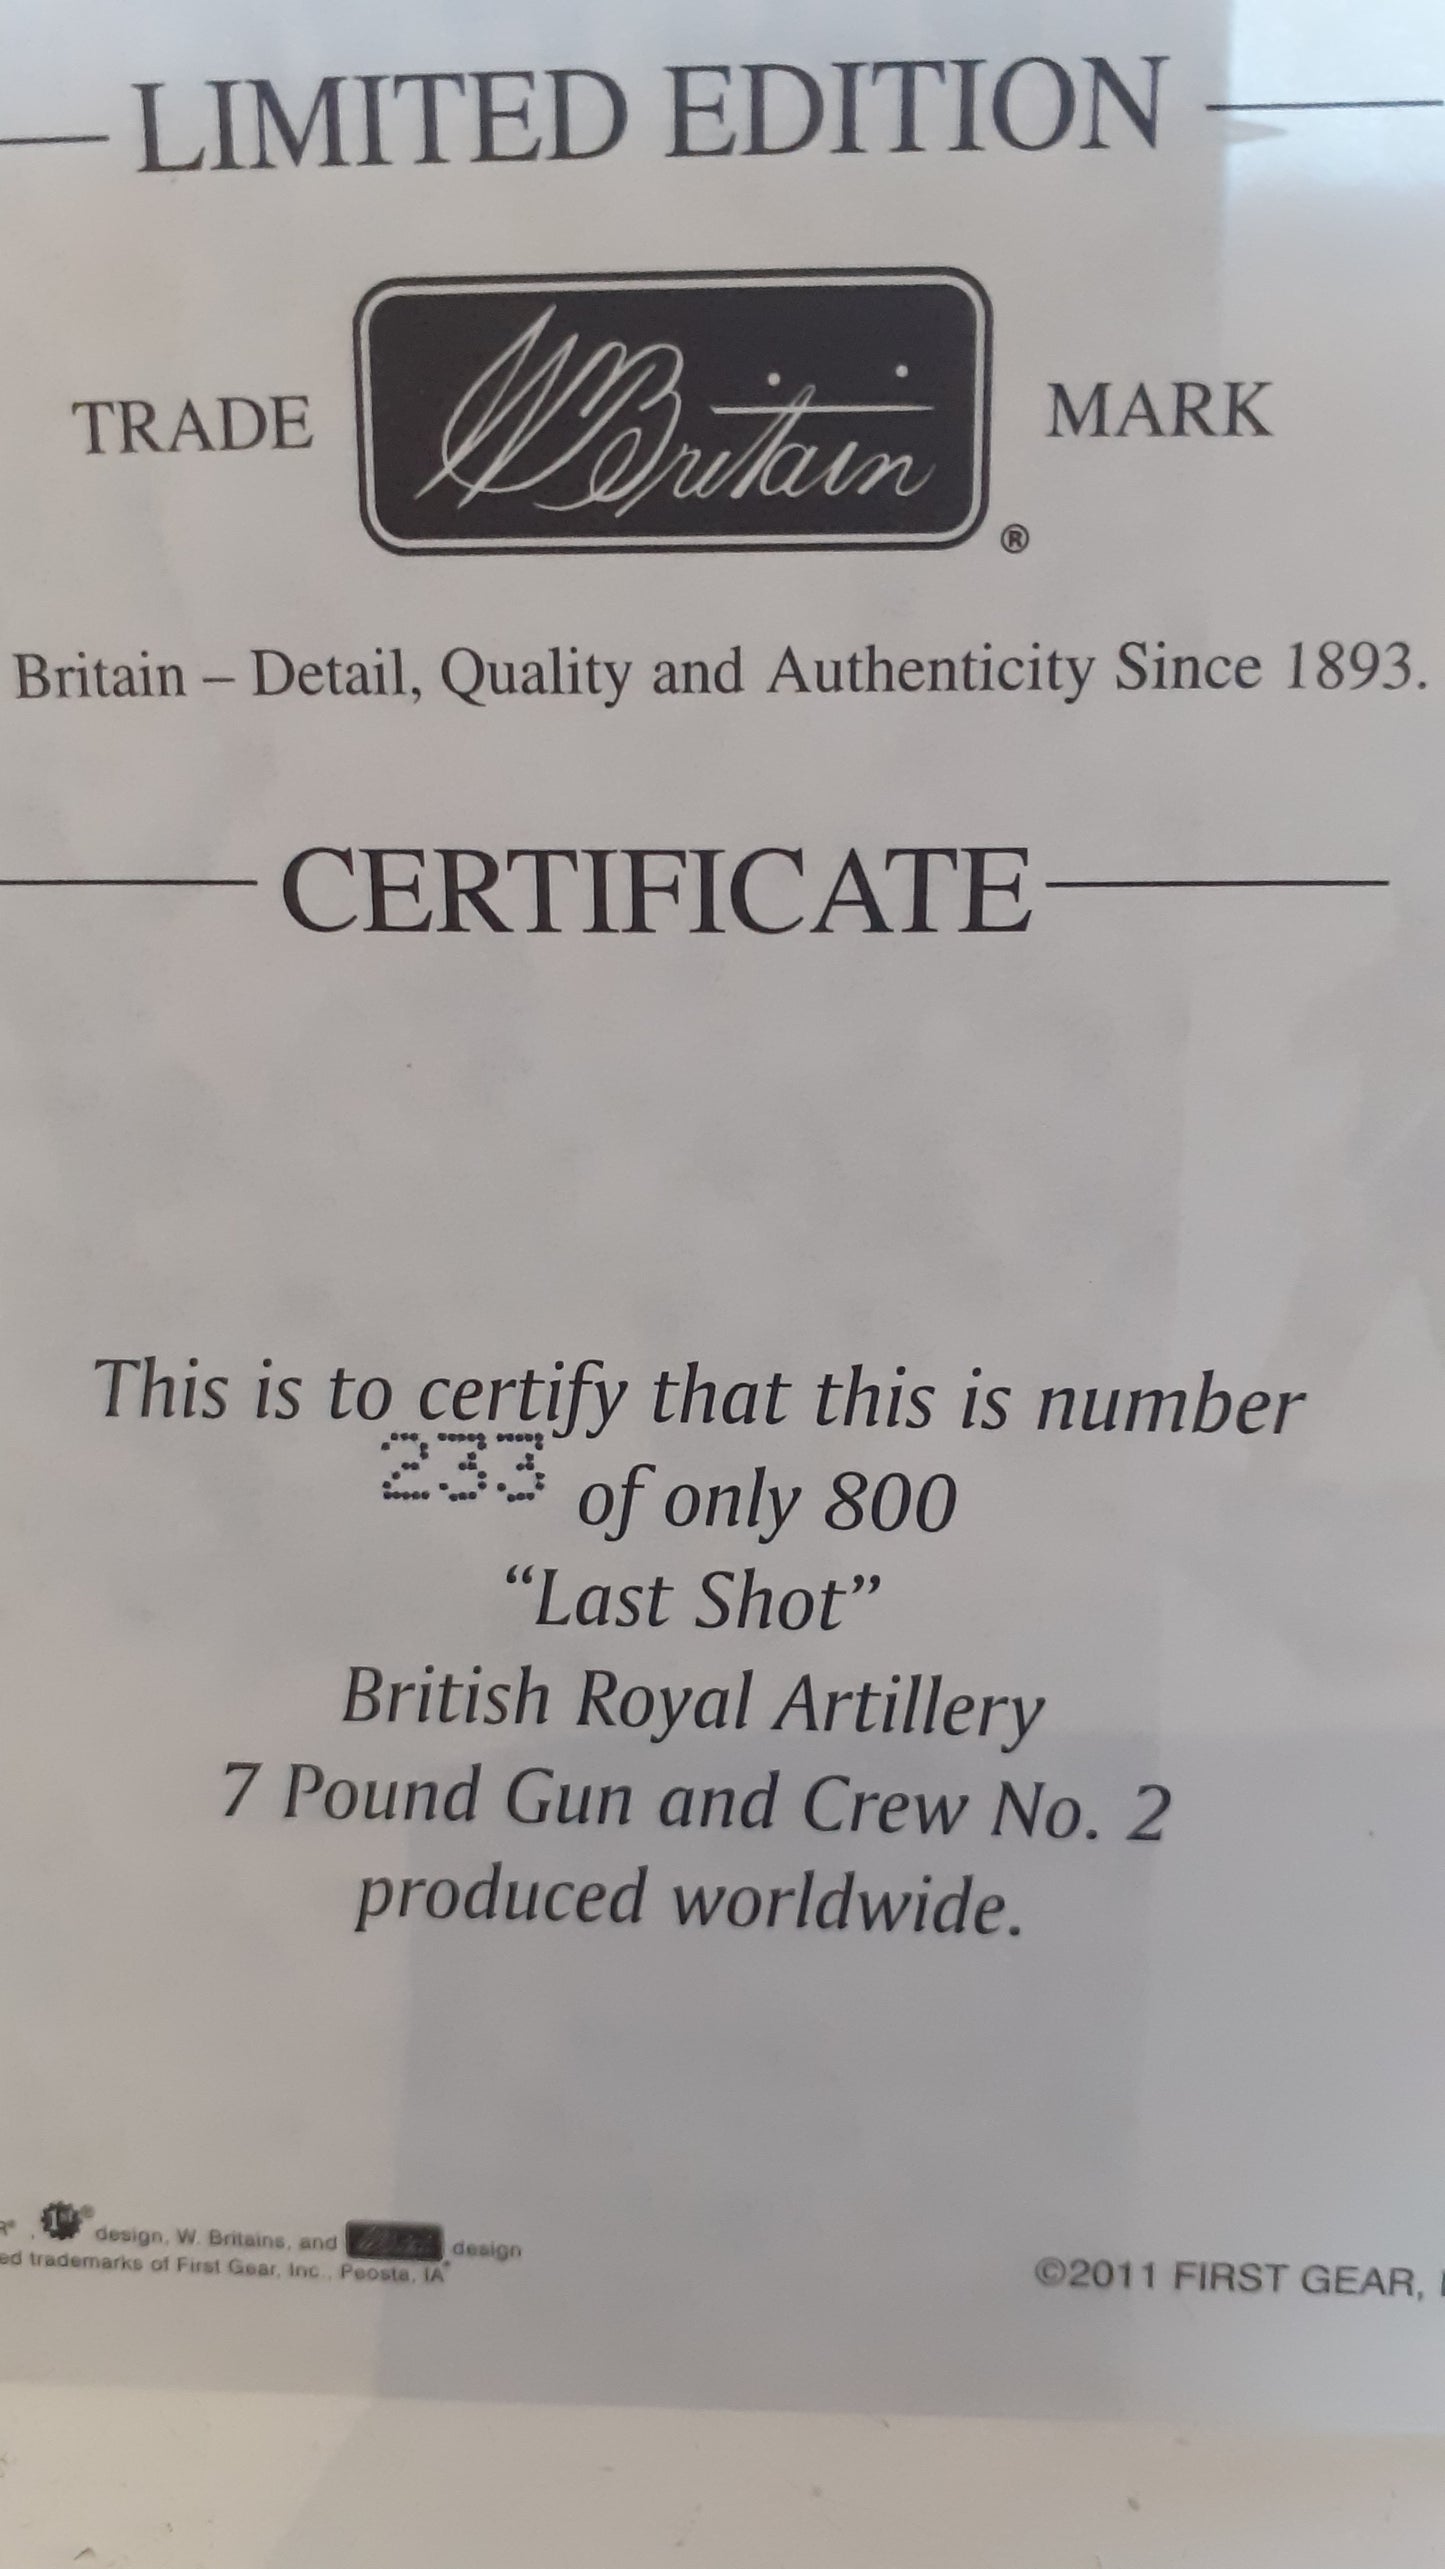 LIMITED EDITION
TRADE WBritain ® MARK
Britain – Detail, Quality and Authenticity Since 1893.
CERTIFICATE
This is to certify that this is number
233 of only 800
“Last Shot”
British Royal Artillery
7 Pound Gun and Crew No. 2
produced worldwide.
design, W. Britains, and design
trademarks of First Gear, Inc., Peosta, IA
©2011 FIRST GEAR,